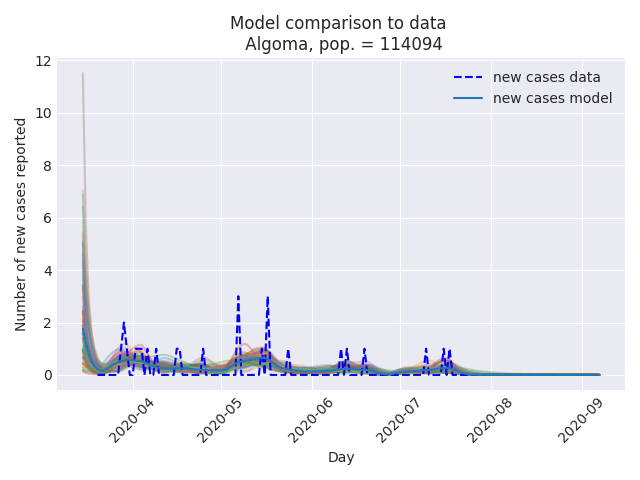 Model comparison to data
Algoma, pop. = 114094
new cases data
new cases model
Number of new cases reported
12
10
8
6
4
2
0
2020-04
2020-05
2020-06
2020-07
2020-08
2020-09
Day